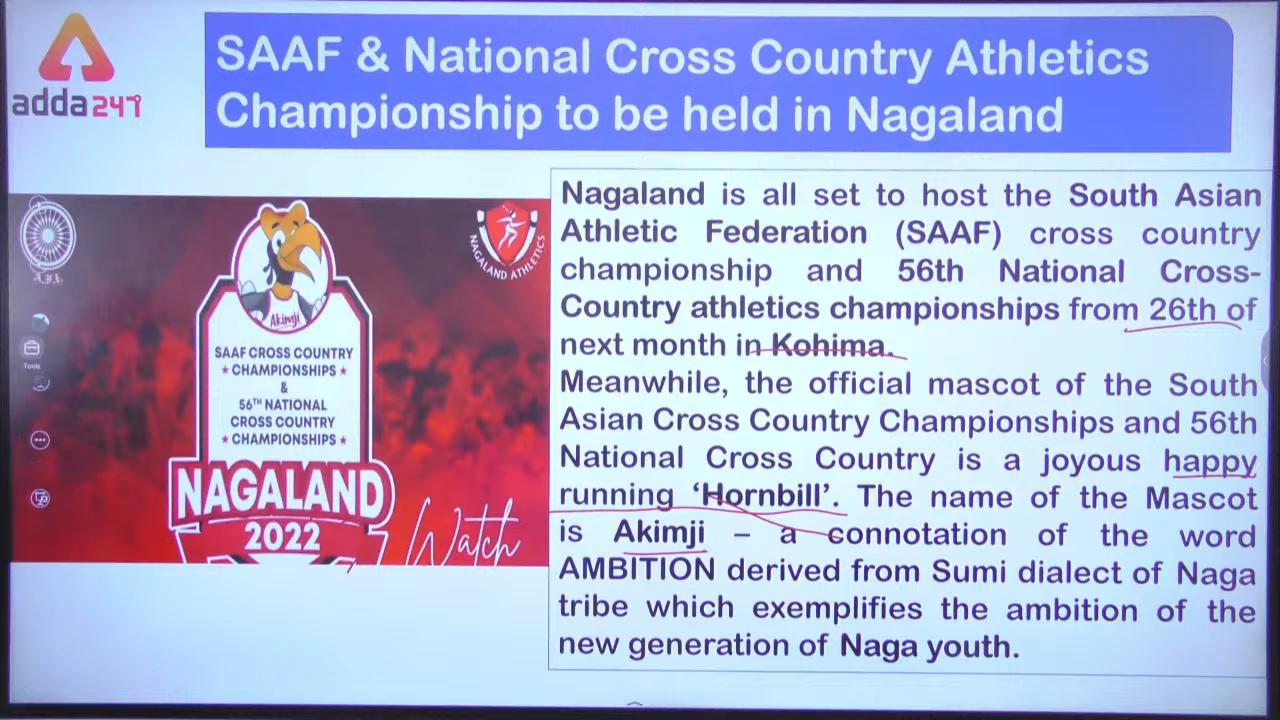 SAAF & National Cross Country Athletics
Championship to be held in Nagaland
adda247
Nagaland is all set to host the South Asian
Athletic Federation (SAAF) cross country
championship and 56th National Cross-
Country athletics championships from 26th of
next month in Kohima.
Meanwhile, the official mascot of the South
Asian Cross Country Championships and 56th
National Cross Country is a joyous happy
running ‘Hornbill’. The name of the Mascot
is Akimji – a connotation of the word
AMBITION derived from Sumi dialect of Naga
tribe which exemplifies the ambition of the
new generation of Naga youth.
NAGALAND ATHLETICS
Akimji
SAAF CROSS COUNTRY
★ CHAMPIONSHIPS ★
&
56TH NATIONAL
CROSS COUNTRY
★ CHAMPIONSHIPS ★
NAGALAND
2022
Watch
Tools